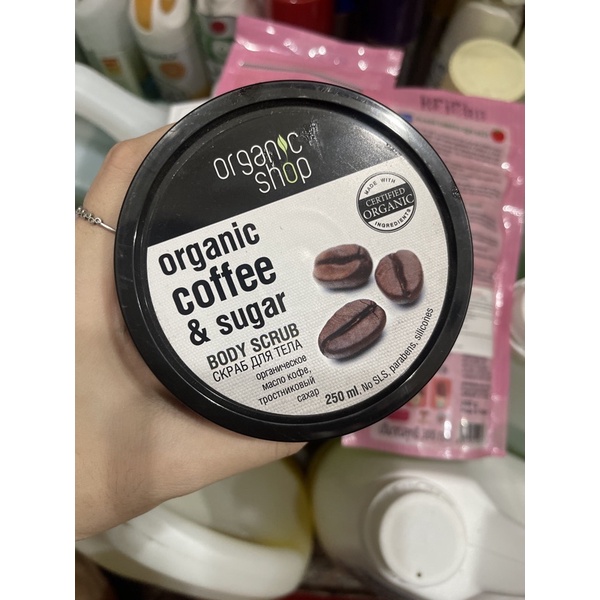 organic
shop
MADE WITH
CERTIFIED
ORGANIC
INGREDIENTS
organic
coffee
& sugar
BODY SCRUB
СКРАБ ДЛЯ ТЕЛА
органическое
масло кофе,
тростниковый
сахар
250 ml. No SLS, parabens, silicones